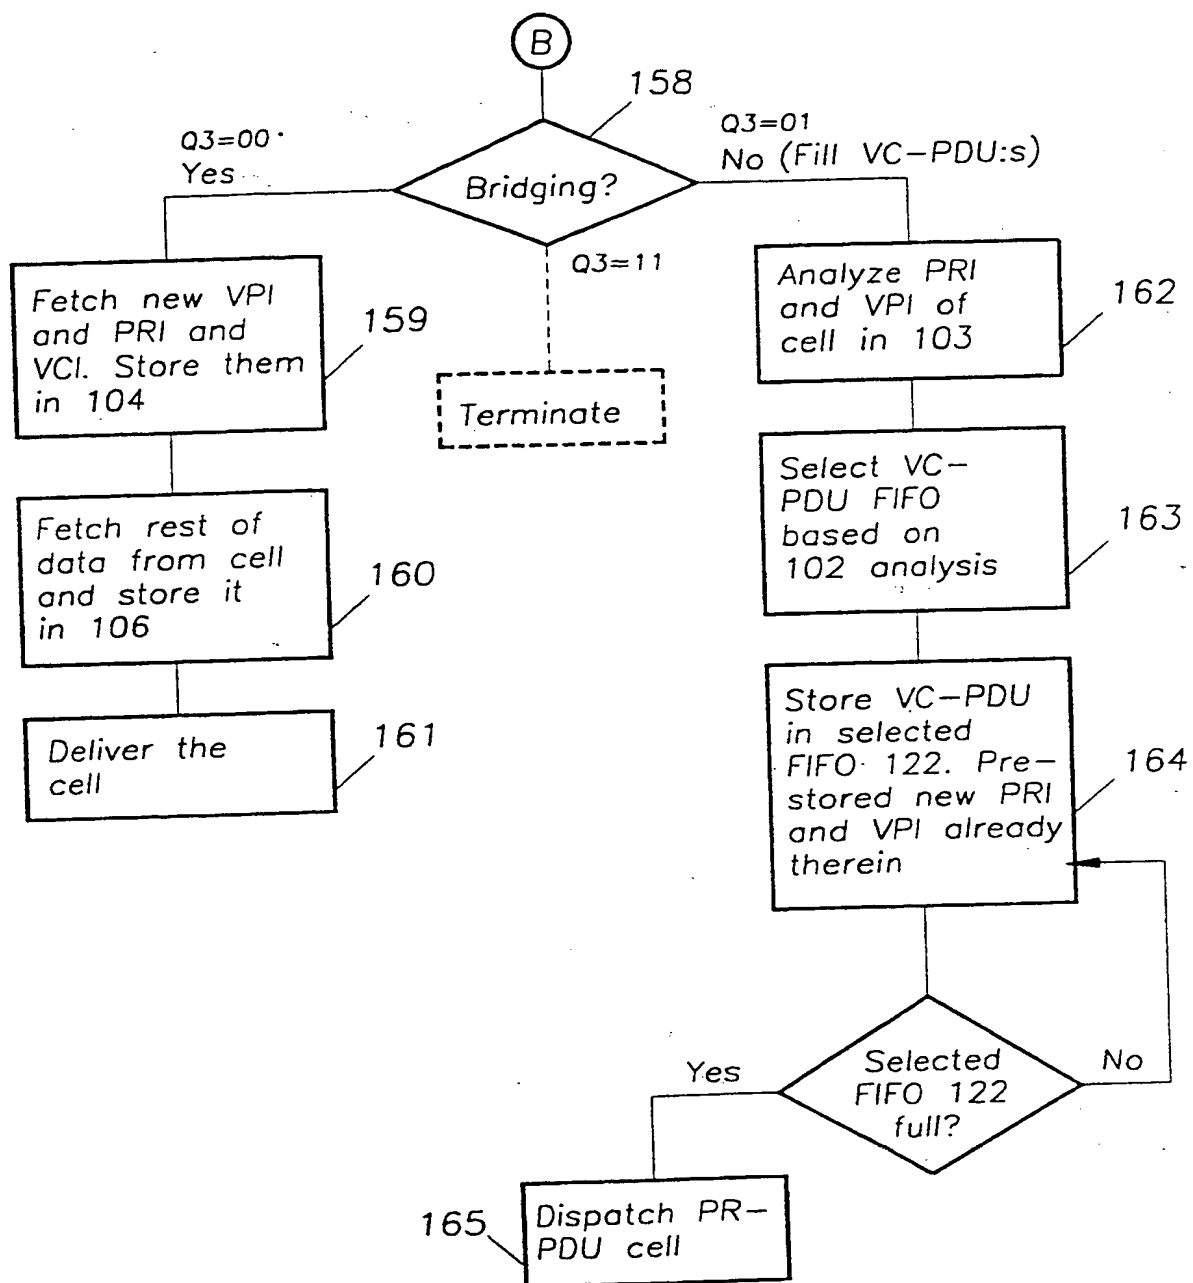 B
158
Q3=00
Yes
Q3=01
No (Fill VC-PDU:s)
Bridging?
Q3=11
Terminate
Fetch new VPI
and PRI and
VCI. Store them
in 104
159
Fetch rest of
data from cell
and store it
in 106
160
Deliver the
cell
161
Analyze PRI
and VPI of
cell in 103
162
Select VC-
PDU FIFO
based on
102 analysis
163
Store VC-PDU
in selected
FIFO 122. Pre-
stored new PRI
and VPI already
therein
164
Selected
FIFO 122
full?
Yes
No
Dispatch PR-
PDU cell
165